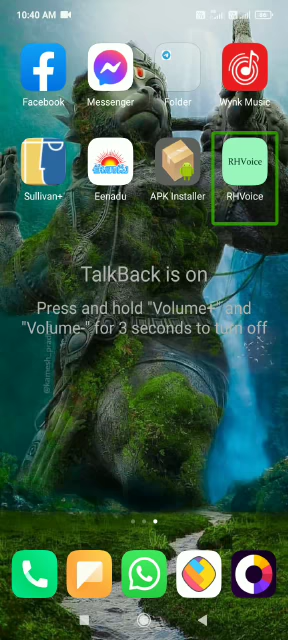 10:40 AM
Facebook
Messenger
Folder
Wynk Music
RHVoice
Sullivan+
Eenadu
APK Installer
RHVoice
TalkBack is on
Press and hold "Volume+" and
"Volume-" for 3 seconds to turn off